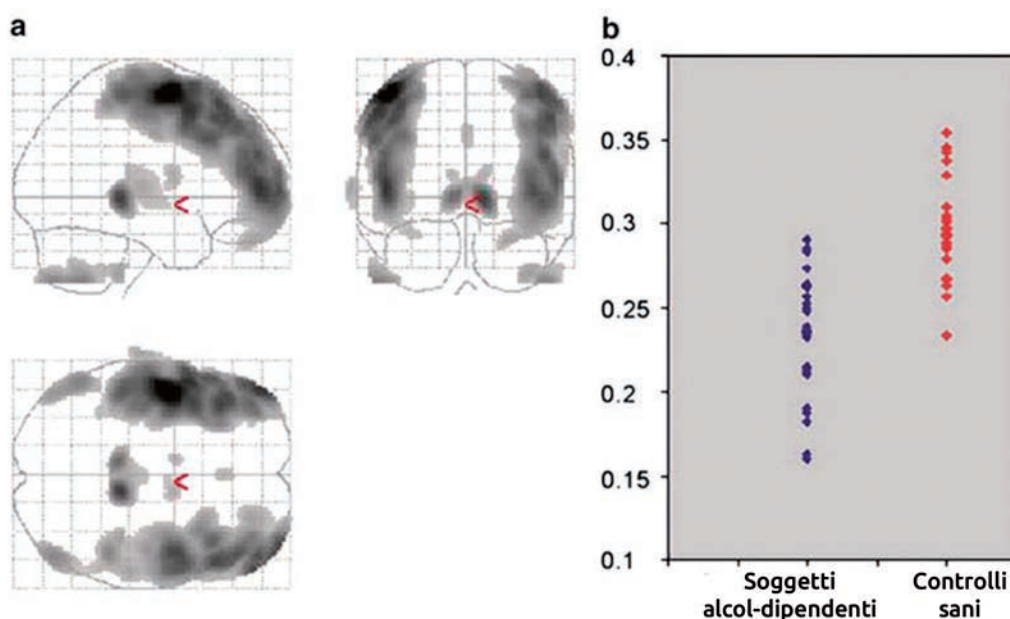 a
b
0.4
0.35
0.3
0.25
0.2
0.15
0.1
Soggetti
alcol-dipendenti
Controlli
sani